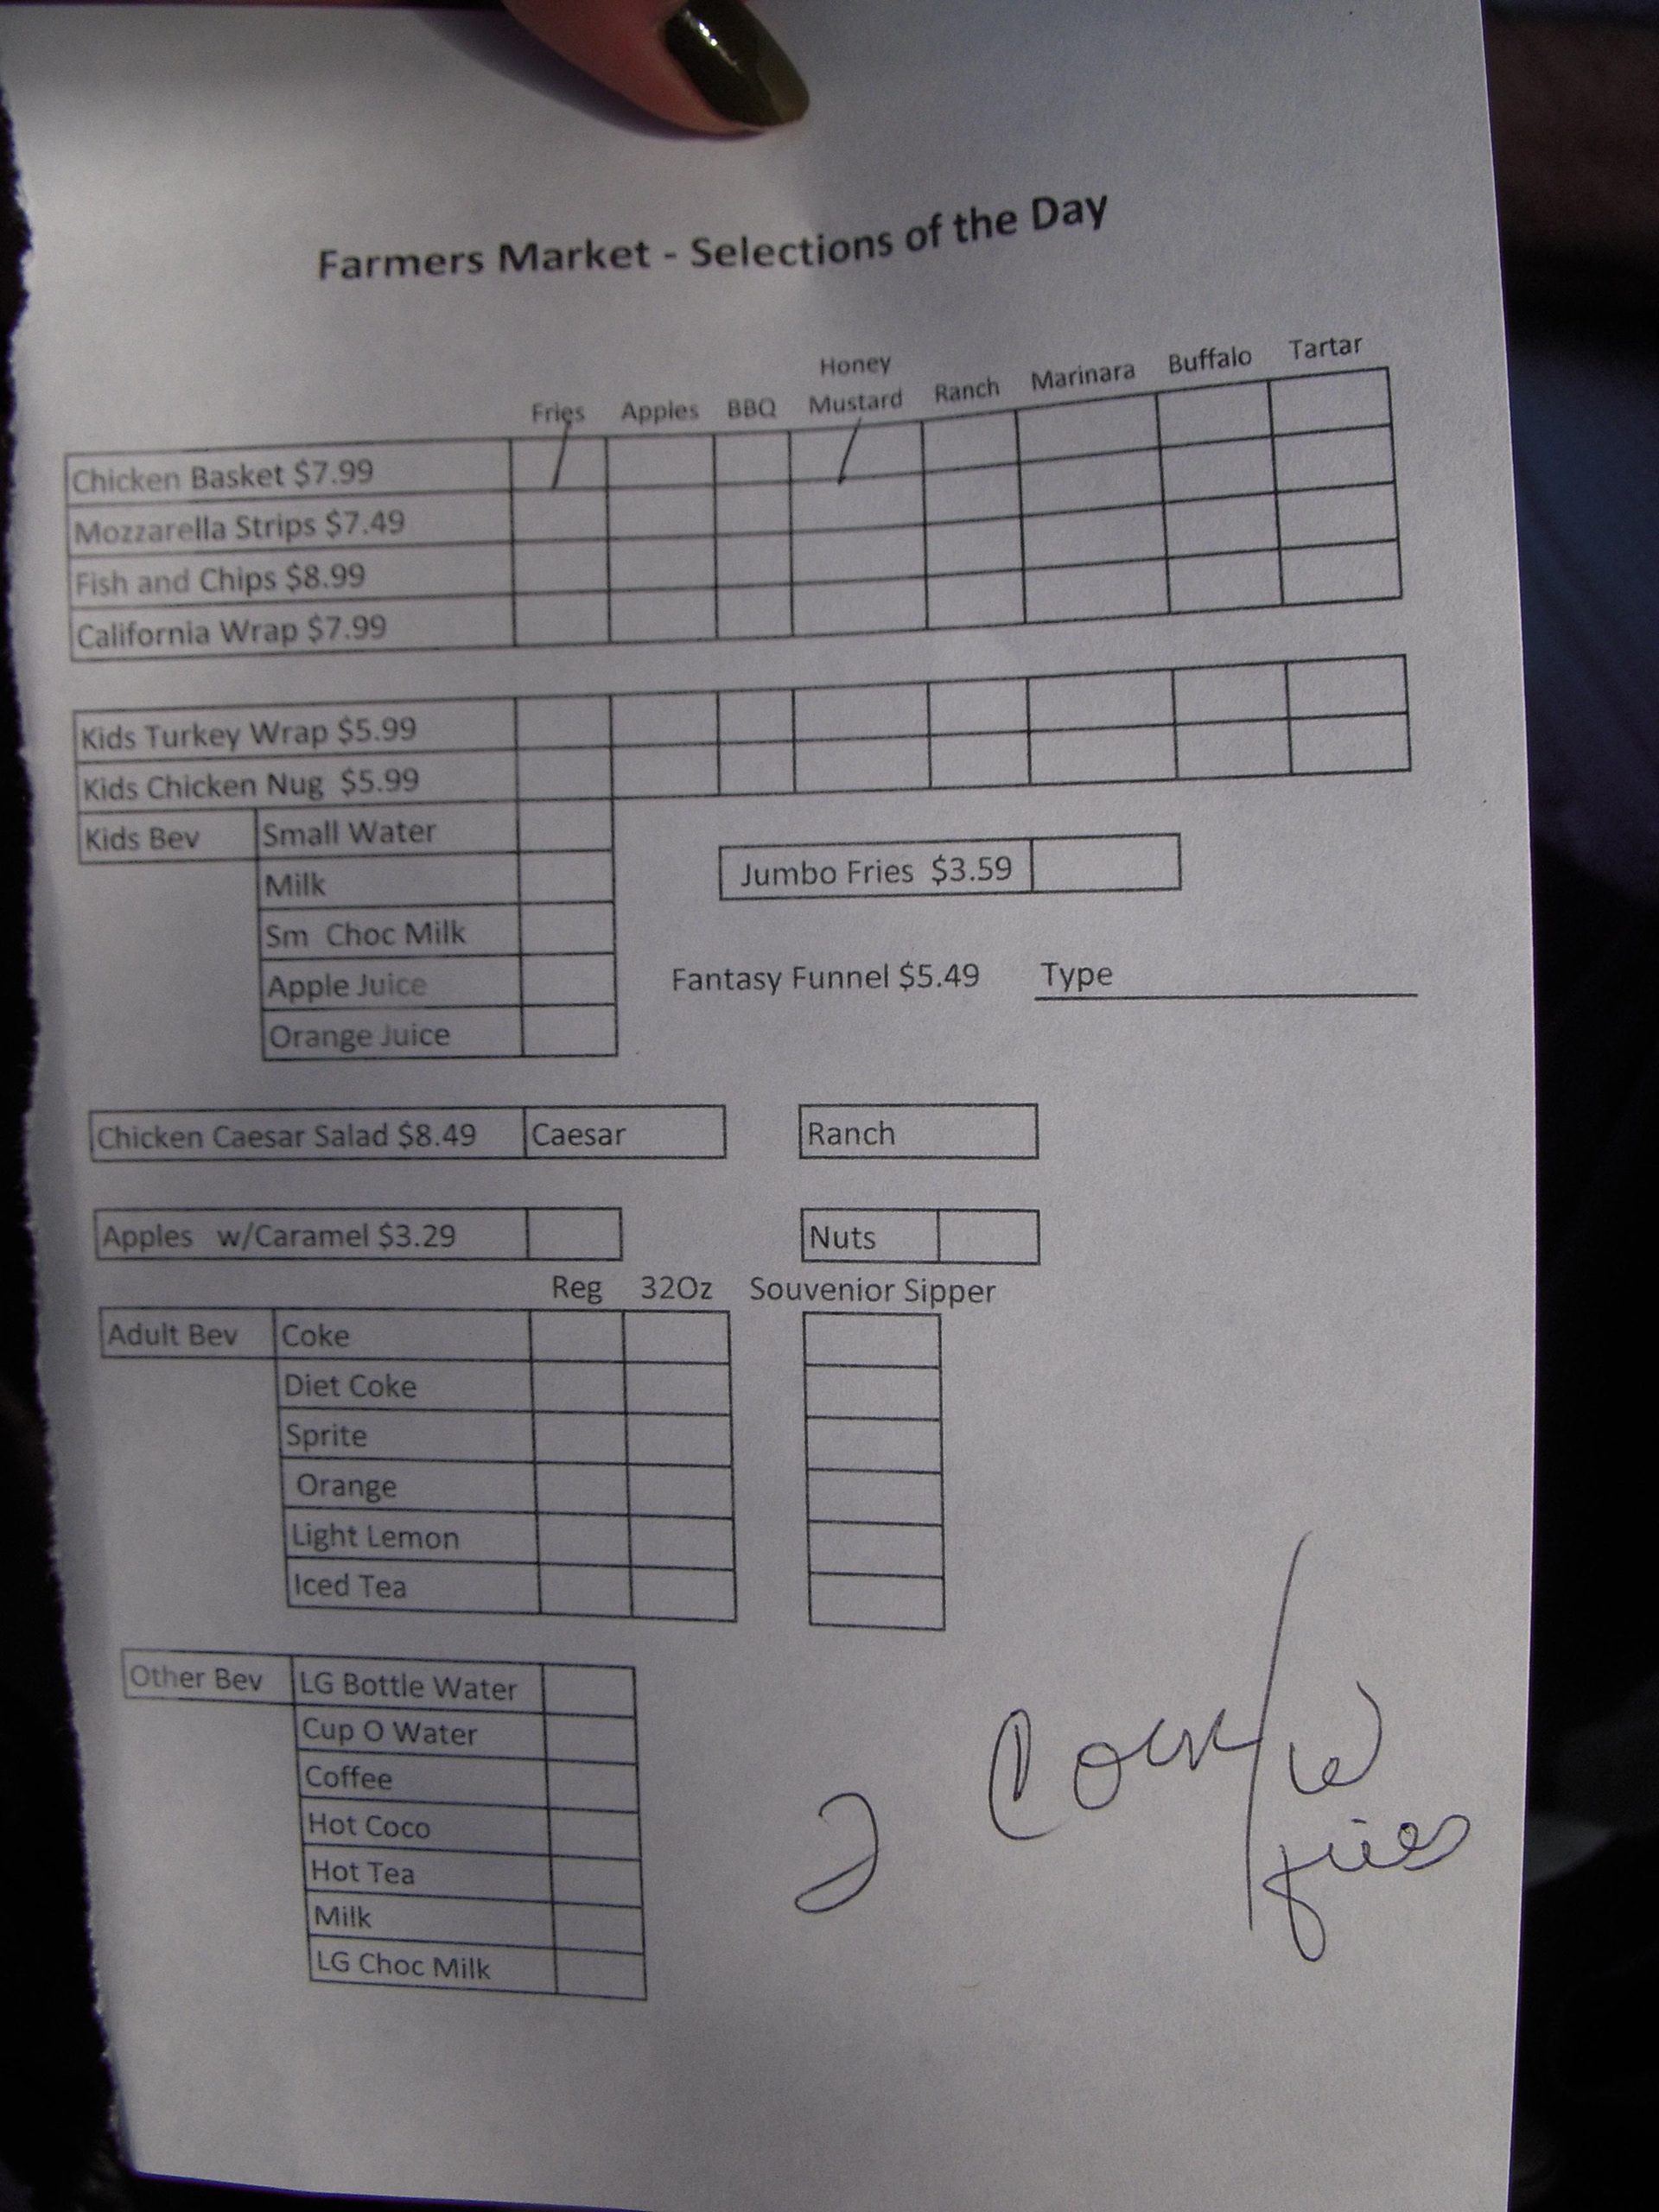 Farmers Market - Selections of the Day
Honey
Fries Apples BBQ Mustard Ranch Marinara Buffalo Tartar
Chicken Basket $7.99 / /
Mozzarella Strips $7.49
Fish and Chips $8.99
California Wrap $7.99
Kids Turkey Wrap $5.99
Kids Chicken Nug $5.99
Kids Bev Small Water
Milk
Jumbo Fries $3.59
Sm Choc Milk
Apple Juice
Fantasy Funnel $5.49 Type
Orange Juice
Chicken Caesar Salad $8.49 Caesar Ranch
Apples w/Caramel $3.29 Nuts
Reg 32Oz Souvenior Sipper
Adult Bev Coke
Diet Coke
Sprite
Orange
Light Lemon
Iced Tea
Other Bev LG Bottle Water
Cup O Water
Coffee
Hot Coco
Hot Tea
Milk
LG Choc Milk
2 / w
fries